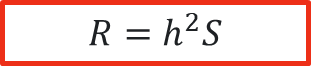 R = h²S